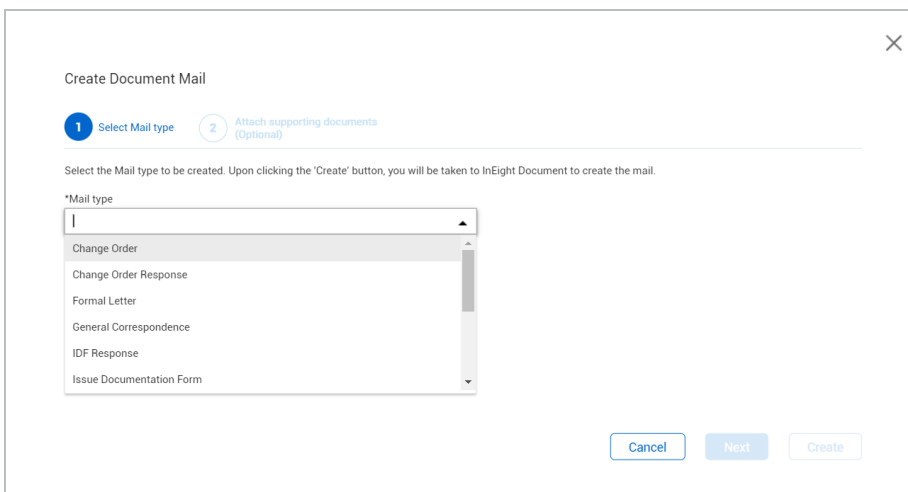 Create Document Mail
1 Select Mail type 2 Attach supporting documents
(Optional)
Select the Mail type to be created. Upon clicking the 'Create' button, you will be taken to InEight Document to create the mail.
*Mail type
Change Order
Change Order Response
Formal Letter
General Correspondence
IDF Response
Issue Documentation Form
Cancel Next Create